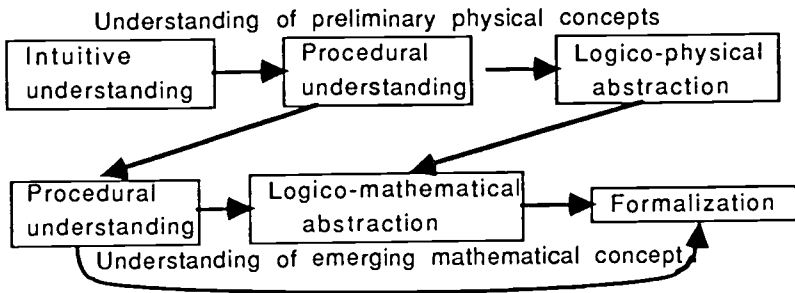 Understanding of preliminary physical concepts
Intuitive
understanding
Procedural
understanding
Logico-physical
abstraction
Procedural
understanding
Logico-mathematical
abstraction
Formalization
Understanding of emerging mathematical concept